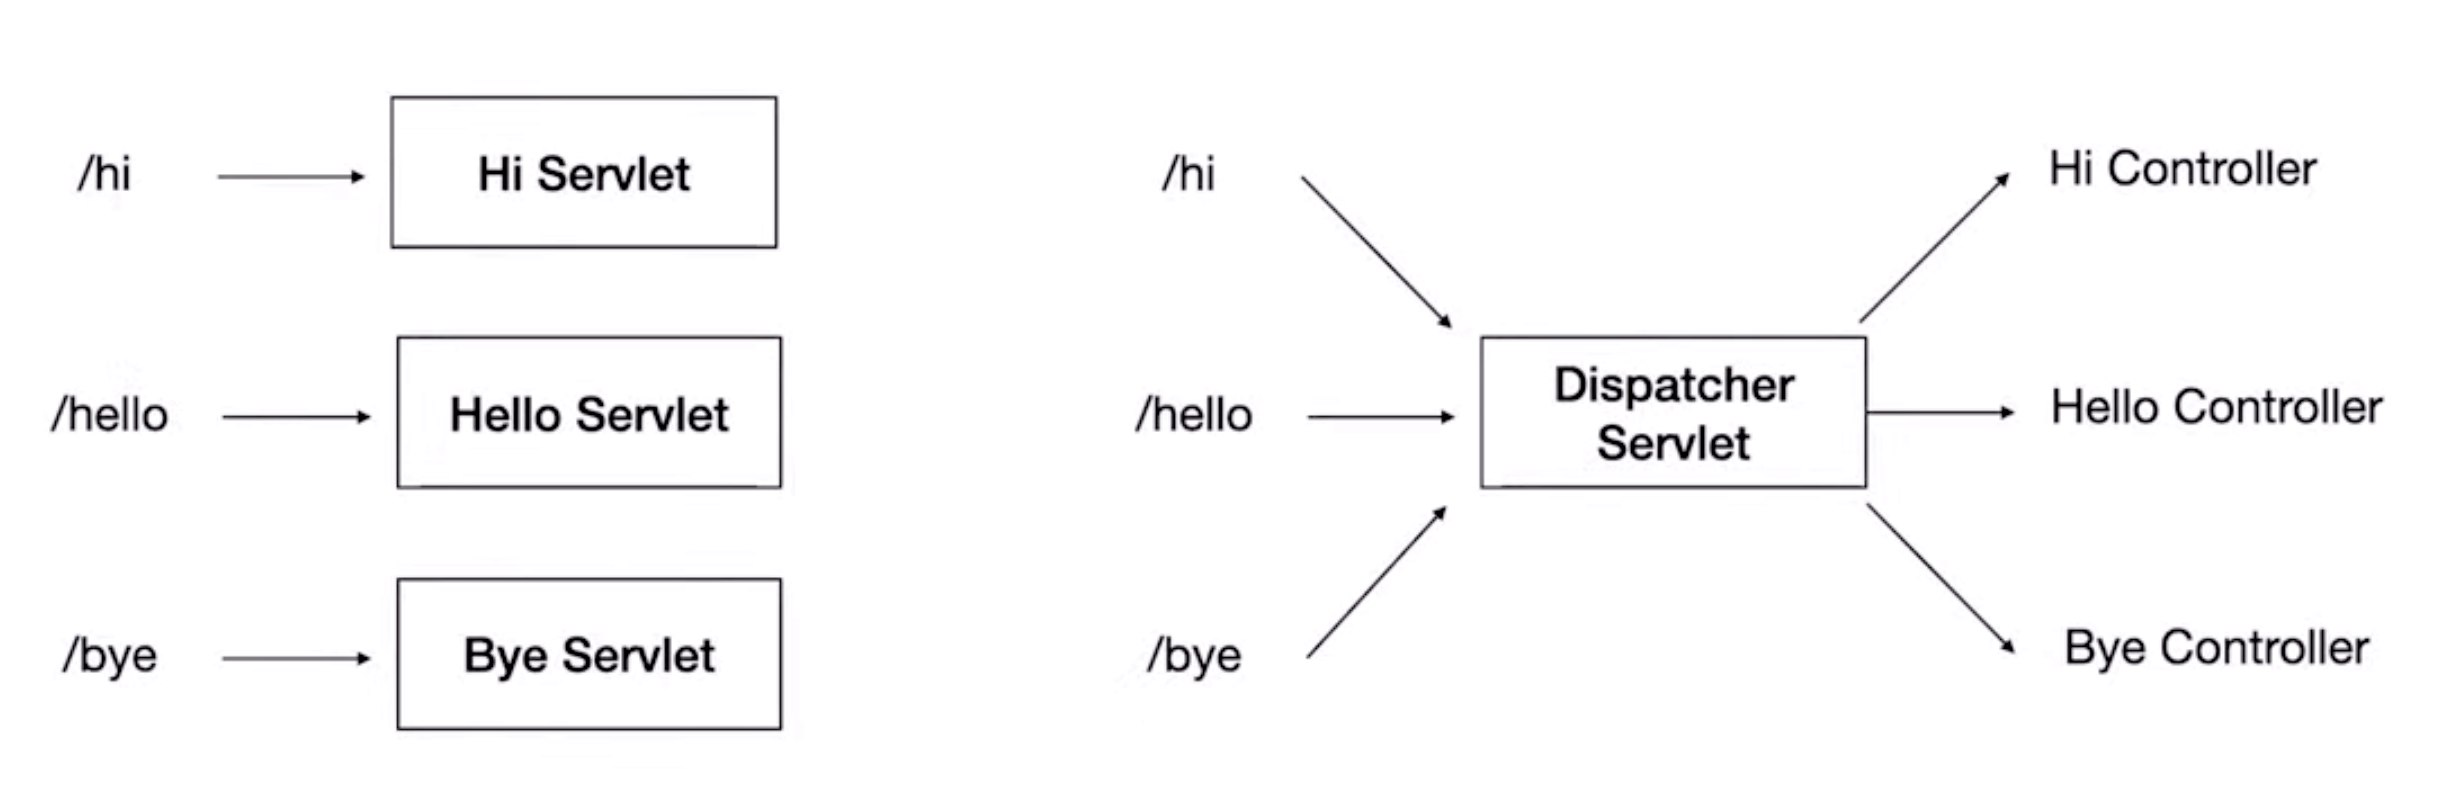 /hi
Hi Servlet
/hello
Hello Servlet
/bye
Bye Servlet
/hi
Hi Controller
/hello
Dispatcher
Servlet
Hello Controller
/bye
Bye Controller